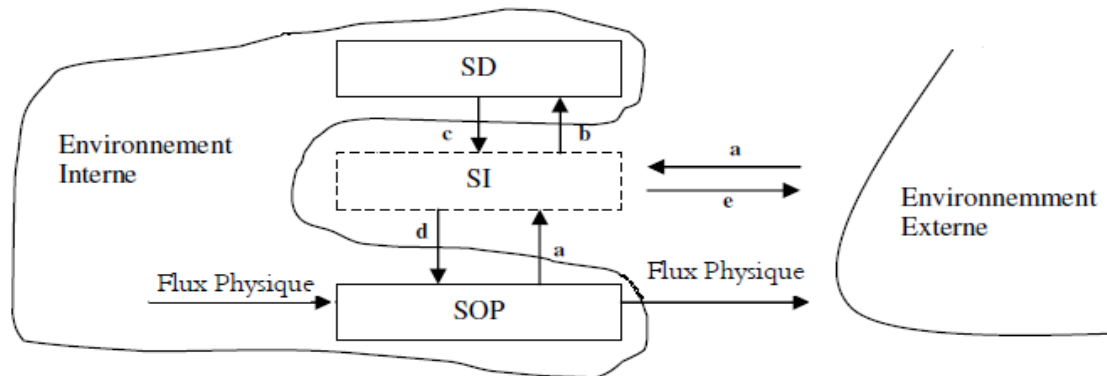 SD
c
b
Environnement
Interne
SI
a
e
Environnemment
Externe
d
a
Flux Physique
Flux Physique
SOP